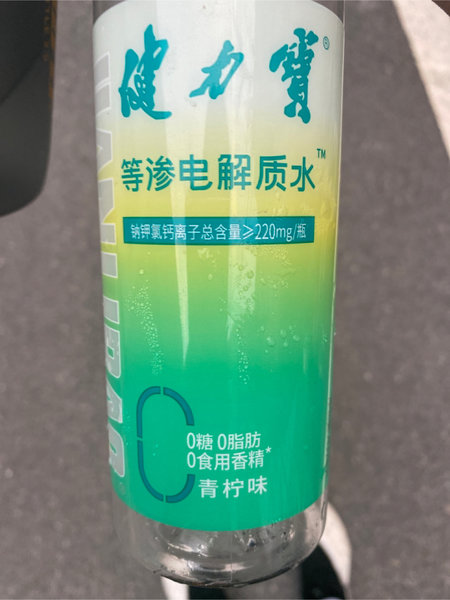 健力寶®
等渗电解质水™
钠钾氯钙离子总含量≥220mg/瓶
0糖 0脂肪
0食用香精*
青柠味
JIANLIBAO